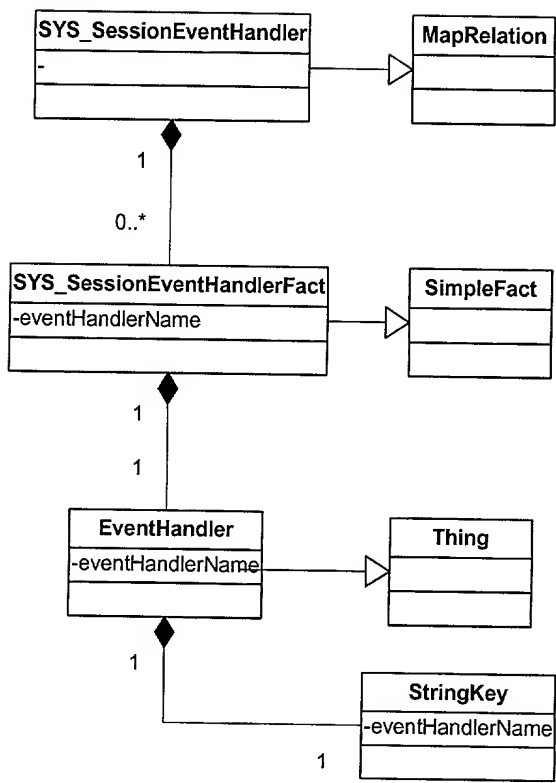 SYS_SessionEventHandler
-
MapRelation
1
0..*
SYS_SessionEventHandlerFact
-eventHandlerName
SimpleFact
1
1
EventHandler
-eventHandlerName
Thing
1
StringKey
-eventHandlerName
1